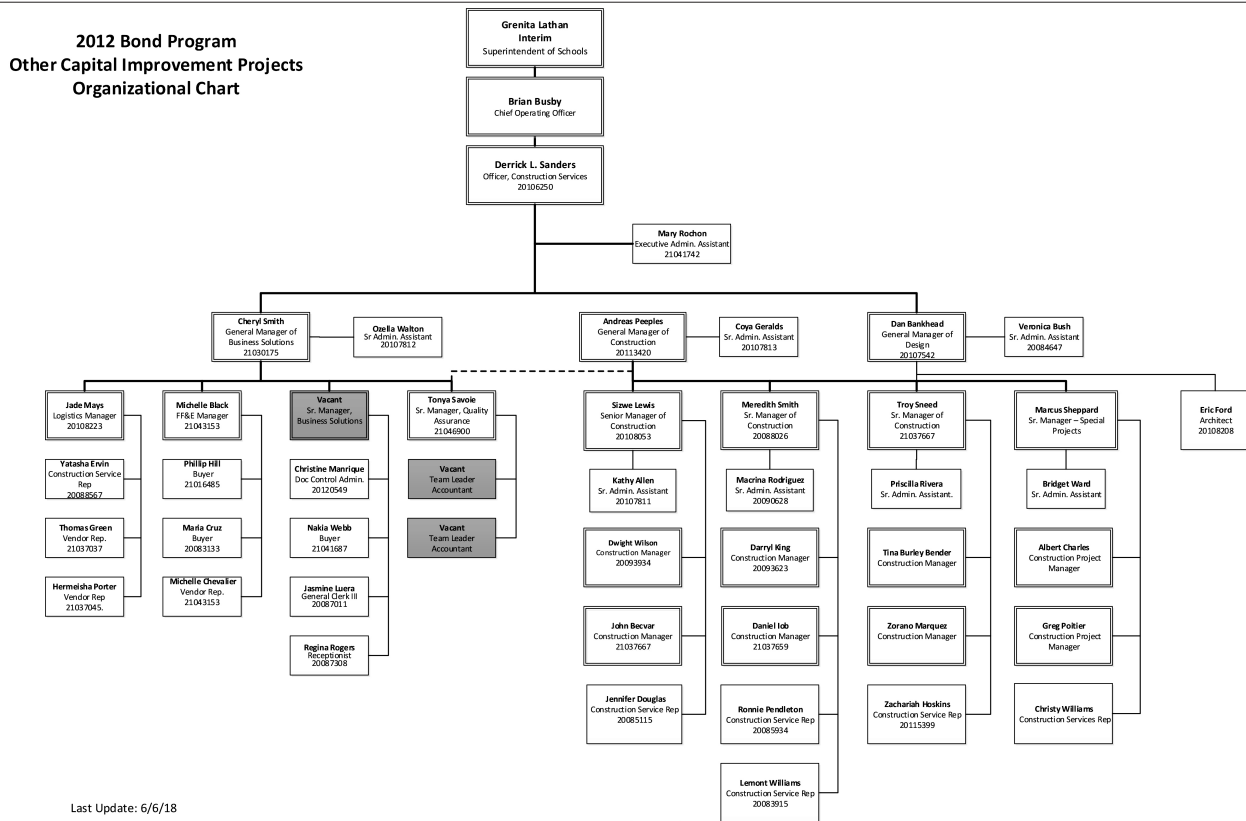 2012 Bond Program
Other Capital Improvement Projects
Organizational Chart
Grenita Lathan
Interim
Superintendent of Schools
Brian Busby
Chief Operating Officer
Derrick L. Sanders
Officer, Construction Services
20106250
Mary Rochon
Executive Admin. Assistant
21041742
Cheryl Smith
General Manager of
Business Solutions
21030175
Ozella Walton
Sr Admin. Assistant
20107812
Andreas Peeples
General Manager of
Construction
20113420
Coya Geralds
Sr. Admin. Assistant
20107813
Dan Bankhead
General Manager of
Design
20107542
Veronica Bush
Sr. Admin. Assistant
20084647
Jade Mays
Logistics Manager
20108223
Yatasha Ervin
Construction Service
Rep
20088567
Thomas Green
Vendor Rep.
21037037
Hermeisha Porter
Vendor Rep
21037045.
Michelle Black
FF&E Manager
21043153
Phillip Hill
Buyer
21016485
Maria Cruz
Buyer
20083133
Michelle Chevalier
Vendor Rep.
21043153
Vacant
Sr. Manager,
Business Solutions
Christine Manrique
Doc Control Admin.
20120549
Nakia Webb
Buyer
21041687
Jasmine Luera
General Clerk III
20087011
Regina Rogers
Receptionist
20087308
Tonya Savoie
Sr. Manager, Quality
Assurance
21046900
Vacant
Team Leader
Accountant
Vacant
Team Leader
Accountant
Sizwe Lewis
Senior Manager of
Construction
20108053
Kathy Allen
Sr. Admin. Assistant
20107811
Dwight Wilson
Construction Manager
20093934
John Becvar
Construction Manager
21037667
Jennifer Douglas
Construction Service Rep
20085115
Meredith Smith
Sr. Manager of
Construction
20088026
Macrina Rodriguez
Sr. Admin. Assistant
20090628
Darryl King
Construction Manager
20093623
Daniel Iob
Construction Manager
21037659
Ronnie Pendleton
Construction Service Rep
20085934
Lemont Williams
Construction Service Rep
20083915
Troy Sneed
Sr. Manager of
Construction
21037667
Priscilla Rivera
Sr. Admin. Assistant.
Tina Burley Bender
Construction Manager
Zorano Marquez
Construction Manager
Zachariah Hoskins
Construction Service Rep
20115399
Marcus Sheppard
Sr. Manager – Special
Projects
Bridget Ward
Sr. Admin. Assistant
Albert Charles
Construction Project
Manager
Greg Poitier
Construction Project
Manager
Christy Williams
Construction Services Rep
Eric Ford
Architect
20108208
Last Update: 6/6/18